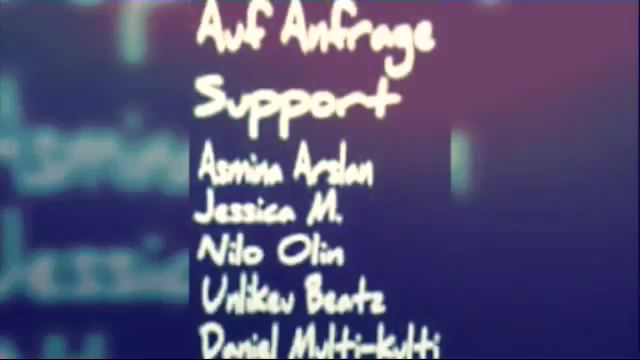 Auf Anfrage
Support
Asmina Arslan
Jessica M.
Nilo Olin
Unlikev Beatz
Daniel Multi-kulti